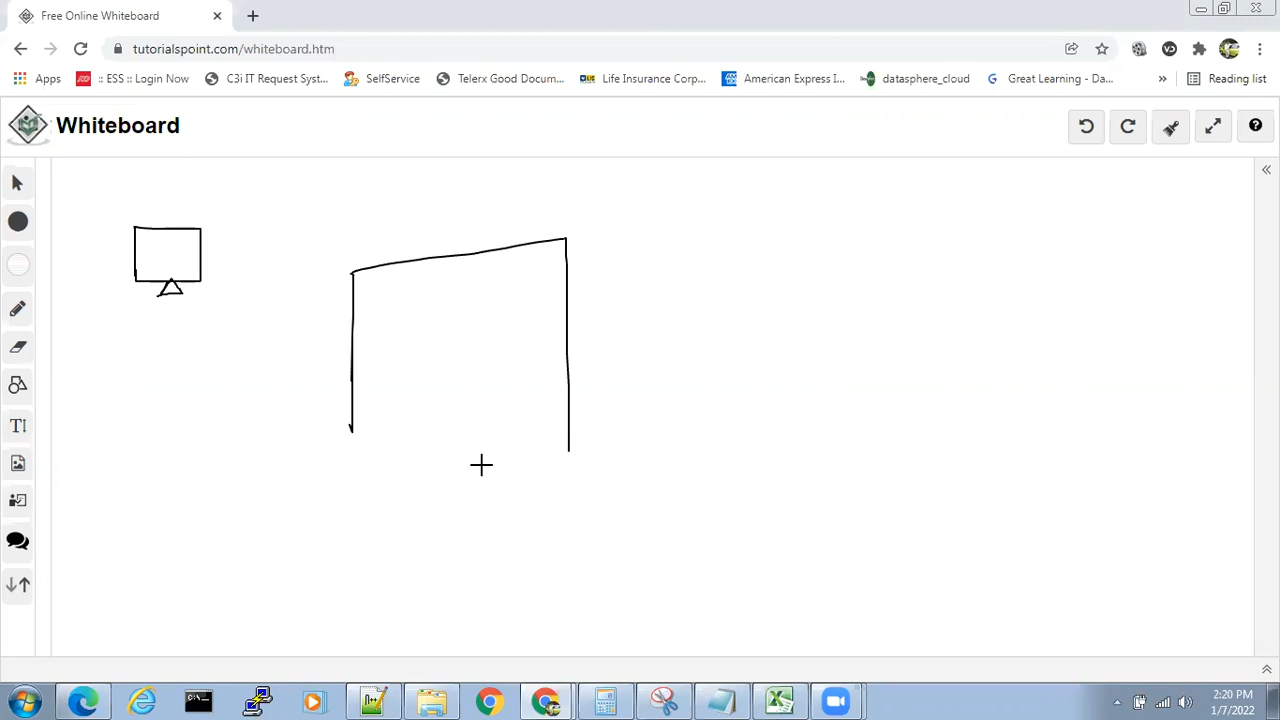 Free Online Whiteboard
tutorialspoint.com/whiteboard.htm
Apps
:: ESS :: Login Now
C3i IT Request Syst...
SelfService
Telerx Good Docum...
Life Insurance Corp...
American Express I...
datasphere_cloud
Great Learning - Da...
»
Reading list
Whiteboard
2:20 PM
1/7/2022